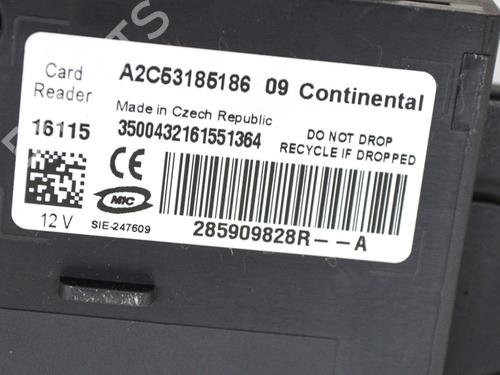 Card Reader A2C53185186 09 Continental
Made in Czech Republic
16115 3500432161551364
DO NOT DROP
RECYCLE IF DROPPED
CE
MIC
12 V SIE-247609 285909828R--A